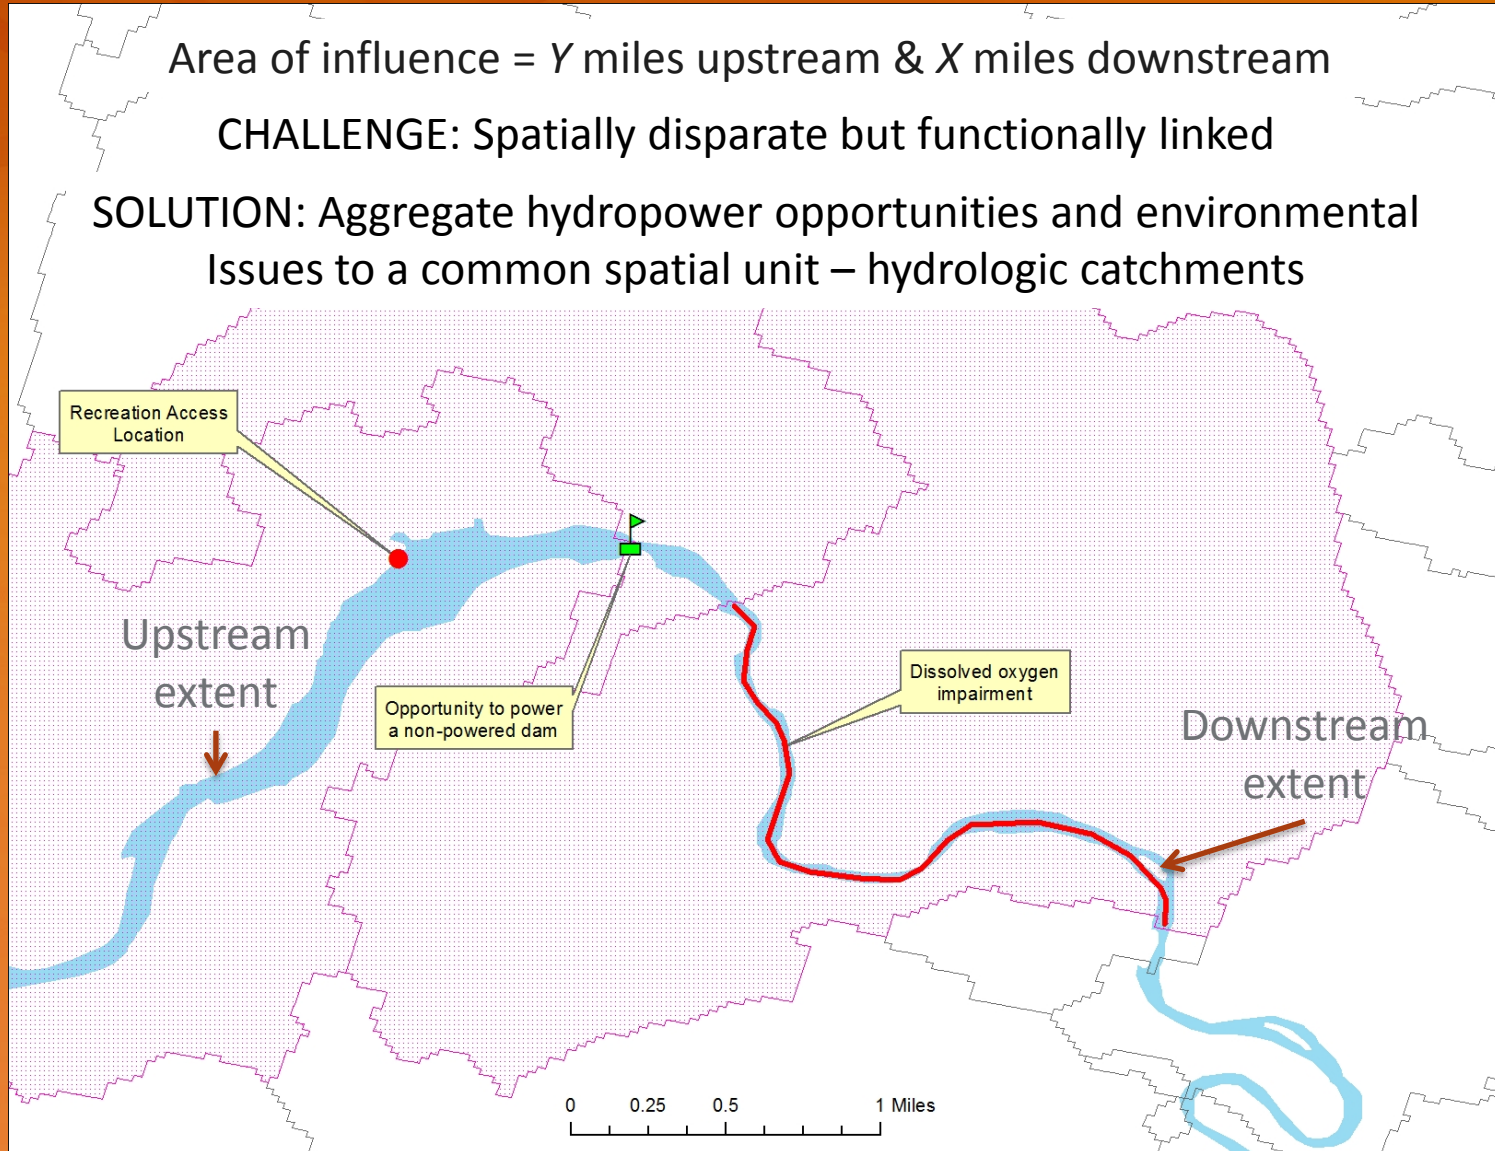 Area of influence = Y miles upstream & X miles downstream
CHALLENGE: Spatially disparate but functionally linked
SOLUTION: Aggregate hydropower opportunities and environmental
Issues to a common spatial unit – hydrologic catchments
Recreation Access
Location
Upstream
extent
Opportunity to power
a non-powered dam
Dissolved oxygen
impairment
Downstream
extent
0 0.25 0.5 1 Miles